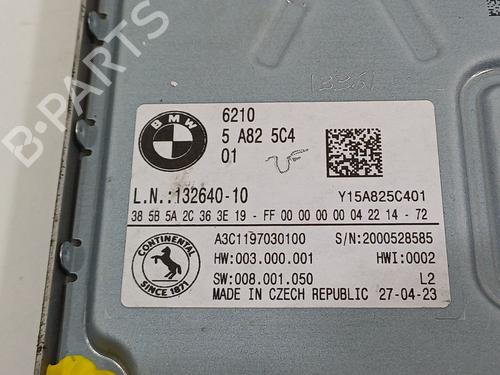 B-PARTS
1336
BMW
6210
5 A82 5C4
01
L.N.:132640-10
Y15A825C401
38 5B 5A 2C 36 3E 19 - FF 00 00 00 00 04 22 14 - 72
A3C1197030100
S/N:2000528585
CONTINENTAL
SINCE 1871
HW:003.000.001
HWI:0002
SW:008.001.050
L2
MADE IN CZECH REPUBLIC
27-04-23